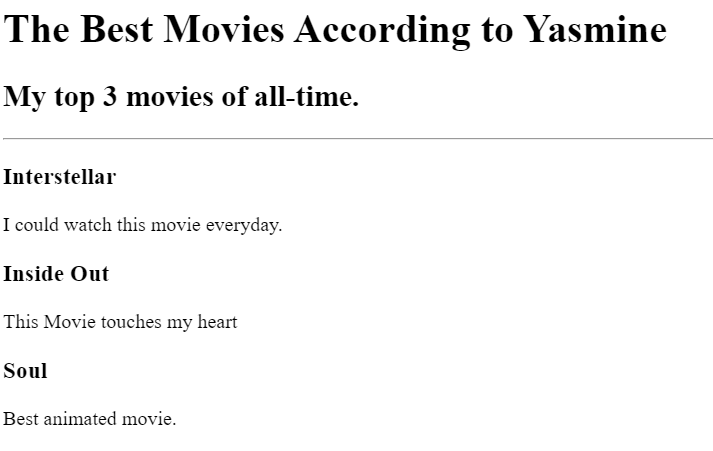 The Best Movies According to Yasmine
My top 3 movies of all-time.
Interstellar
I could watch this movie everyday.
Inside Out
This Movie touches my heart
Soul
Best animated movie.